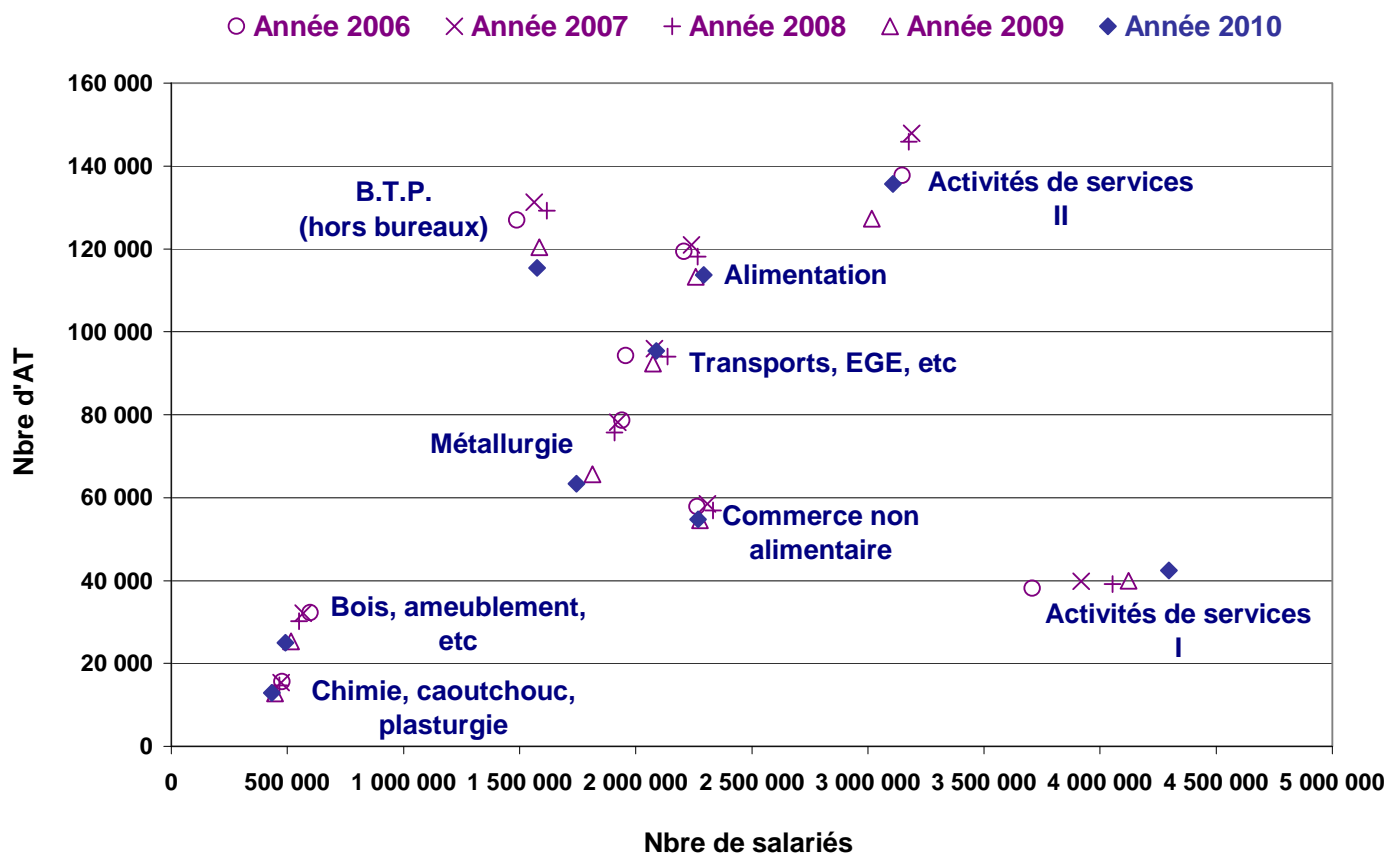 Année 2006 Année 2007 Année 2008 Année 2009 Année 2010
160 000
140 000
120 000
100 000
80 000
60 000
40 000
20 000
0
Nbre d'AT
B.T.P.
(hors bureaux)
Activités de services
II
Alimentation
Transports, EGE, etc
Métallurgie
Commerce non
alimentaire
Bois, ameublement,
etc
Activités de services
I
Chimie, caoutchouc,
plasturgie
0 500 000 1 000 000 1 500 000 2 000 000 2 500 000 3 000 000 3 500 000 4 000 000 4 500 000 5 000 000
Nbre de salariés